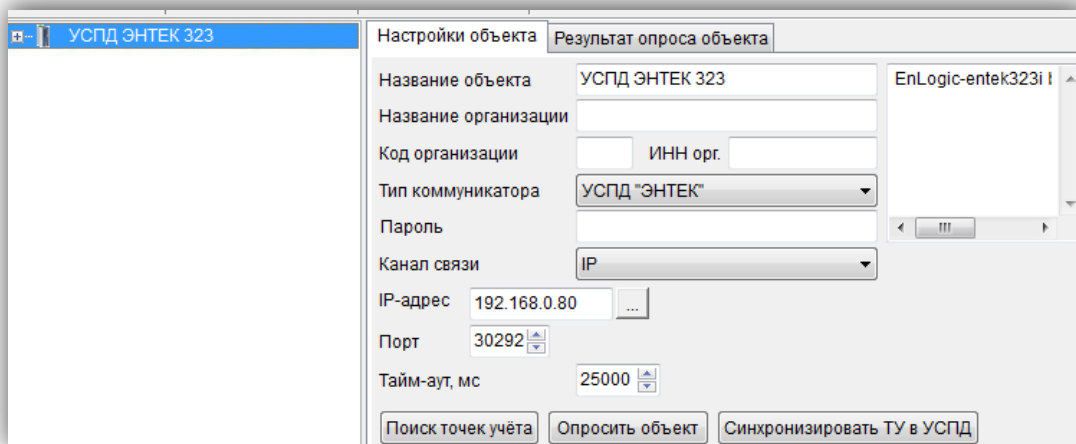 УСПД ЭНТЕК 323
Настройки объекта Результат опроса объекта
Название объекта УСПД ЭНТЕК 323 EnLogic-entek323i
Название организации
Код организации ИНН орг.
Тип коммуникатора УСПД "ЭНТЕК"
Пароль
Канал связи IP
IP-адрес 192.168.0.80 ...
Порт 30292
Тайм-аут, мс 25000
Поиск точек учёта Опросить объект Синхронизировать ТУ в УСПД